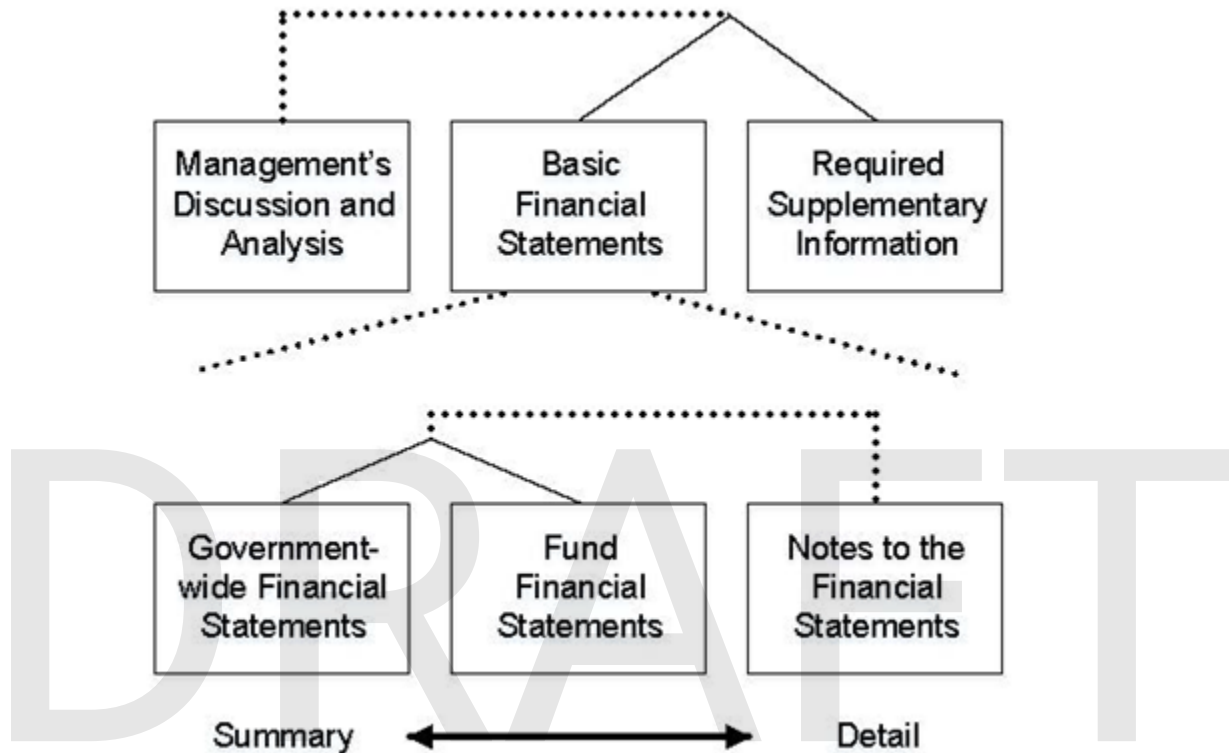 Management's
Discussion and
Analysis
Basic
Financial
Statements
Required
Supplementary
Information
Government-
wide Financial
Statements
Fund
Financial
Statements
Notes to the
Financial
Statements
Summary
Detail
DRAFT